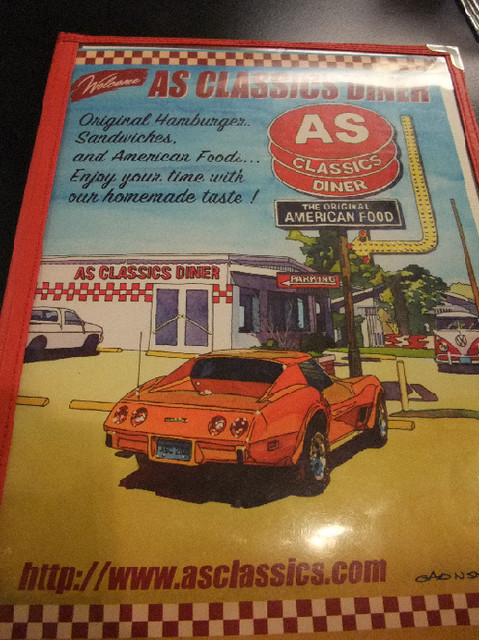 Welcome AS CLASSICS DINER
Original Hamburger..
Sandwiches,
and American Foods...
Enjoy your time with
our homemade taste !
AS
CLASSICS
DINER
THE ORIGINAL
AMERICAN FOOD
AS CLASSICS DINER
PARKING
http://www.asclassics.com